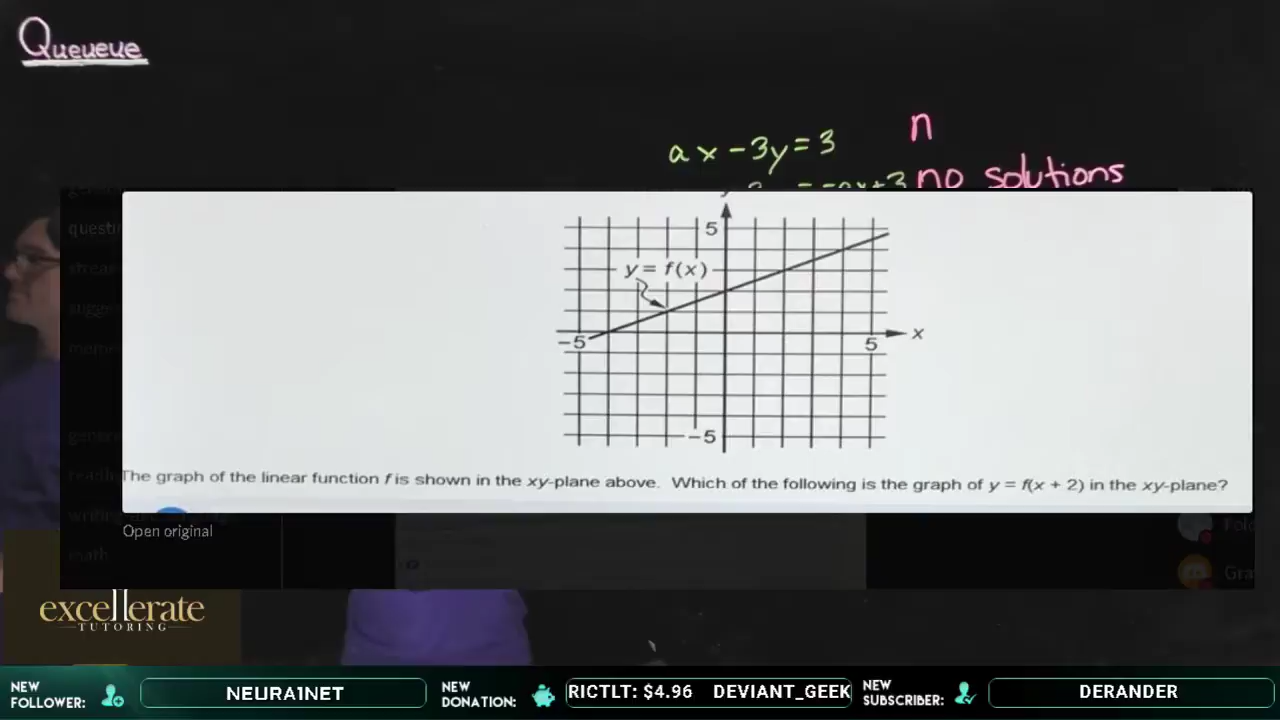 Queueue
ax - 3y = 3
n
no solutions
y = f(x)
5
-5
5
-5
x
The graph of the linear function f is shown in the xy-plane above. Which of the following is the graph of y = f(x + 2) in the xy-plane?
Open original
math
excellerate
TUTORING
NEW FOLLOWER:
NEURA1NET
NEW DONATION:
RICTLT: $4.96 DEVIANT_GEEK
NEW SUBSCRIBER:
DERANDER